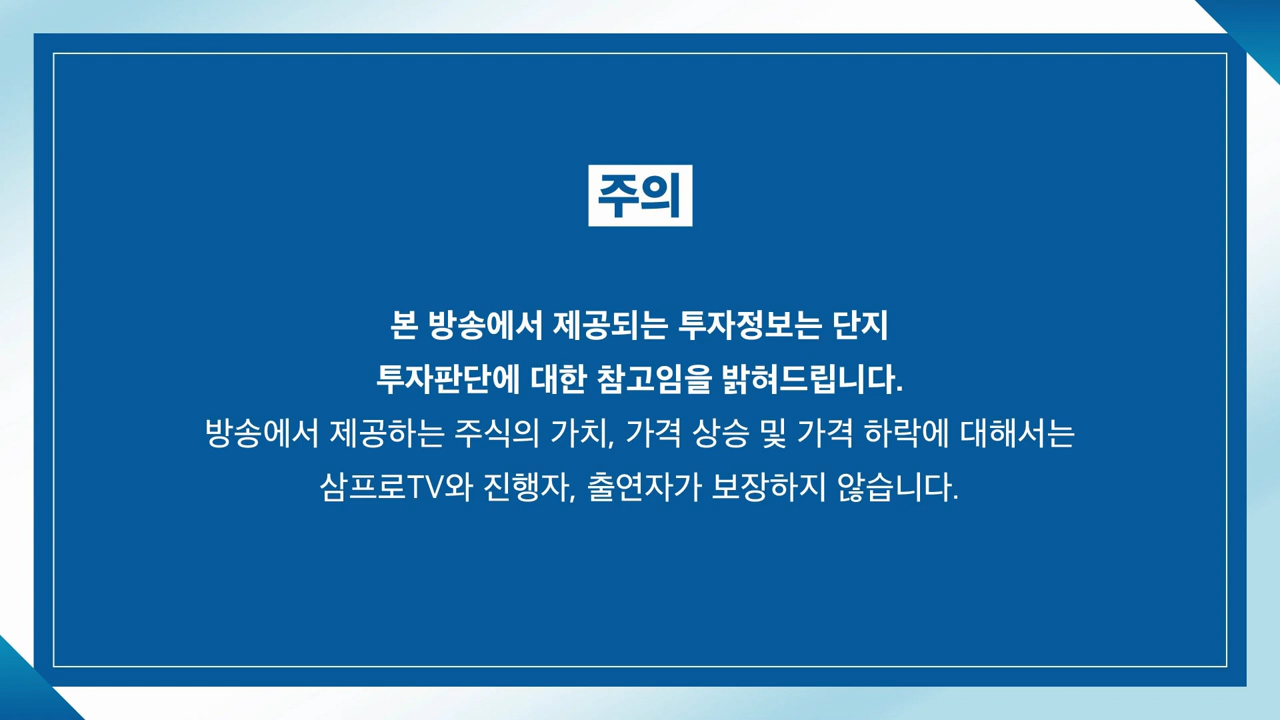 주의
본 방송에서 제공되는 투자정보는 단지
투자판단에 대한 참고임을 밝혀드립니다.
방송에서 제공하는 주식의 가치, 가격 상승 및 가격 하락에 대해서는
삼프로TV와 진행자, 출연자가 보장하지 않습니다.